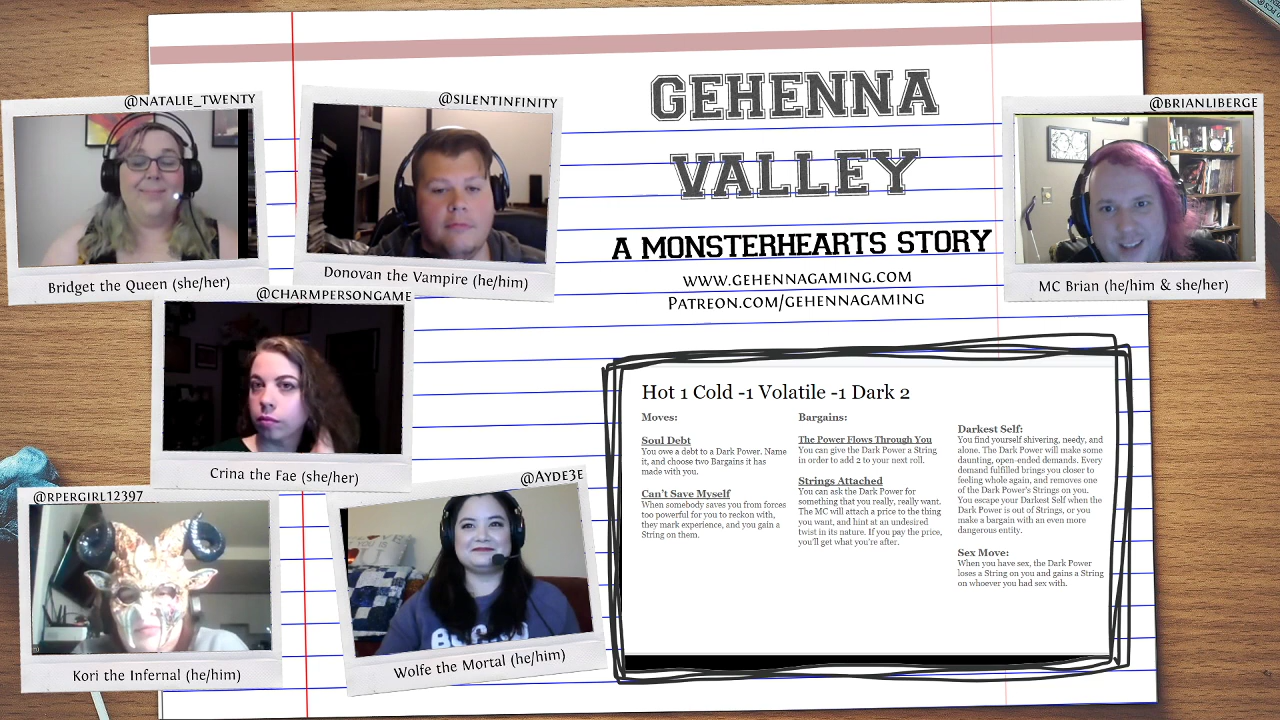 @NATALIE_TWENTY
Bridget the Queen (she/her)
@SILENTINFINITY
Donovan the Vampire (he/him)
@CHARMPERSONGAME
Crina the Fae (she/her)
@RPERGIRL12397
Kori the Infernal (he/him)
@AYDE3E
Wolfe the Mortal (he/him)
GEHENNA
VALLEY
A MONSTERHEARTS STORY
WWW.GEHENNAGAMING.COM
PATREON.COM/GEHENNAGAMING
@BRIANLIBERGE
MC Brian (he/him & she/her)
Hot 1 Cold -1 Volatile -1 Dark 2
Moves:
Soul Debt
You owe a debt to a Dark Power. Name
it, and choose two Bargains it has
made with you.
Can't Save Myself
When somebody saves you from forces
too powerful for you to reckon with,
they mark experience, and you gain a
String on them.
Bargains:
The Power Flows Through You
You can give the Dark Power a String
in order to add 2 to your next roll.
Strings Attached
You can ask the Dark Power for
something that you really, really want.
The MC will attach a price to the thing
you want, and hint at an undesired
twist in its nature. If you pay the price,
you'll get what you're after.
Darkest Self:
You find yourself shivering, needy, and
alone. The Dark Power will make some
daunting, open-ended demands. Every
demand fulfilled brings you closer to
feeling whole again, and removes one
of the Dark Power's Strings on you.
You escape your Darkest Self when the
Dark Power is out of Strings, or you
make a bargain with an even more
dangerous entity.
Sex Move:
When you have sex, the Dark Power
loses a String on you and gains a String
on whoever you had sex with.